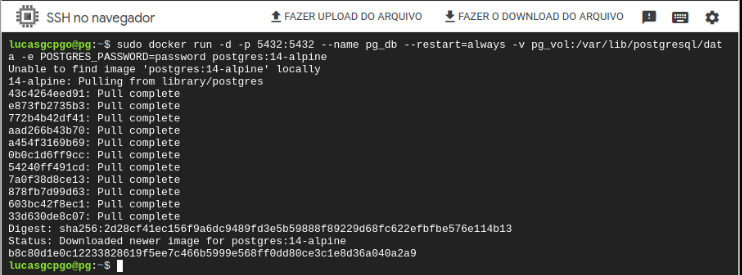 SSH no navegador
FAZER UPLOAD DO ARQUIVO
FAZER O DOWNLOAD DO ARQUIVO
lucasgcpgo@pg:~$ sudo docker run -d -p 5432:5432 --name pg_db --restart=always -v pg_vol:/var/lib/postgresql/dat
a -e POSTGRES_PASSWORD=password postgres:14-alpine
Unable to find image 'postgres:14-alpine' locally
14-alpine: Pulling from library/postgres
43c4264eed91: Pull complete
e873fb2735b3: Pull complete
772b4b42df41: Pull complete
aad266b43b70: Pull complete
a454f3169b69: Pull complete
0b0c1d6ff9cc: Pull complete
54240ff491cd: Pull complete
7a0f38d8ce13: Pull complete
878fb7d99d63: Pull complete
603bc42f8ec1: Pull complete
33d630de8c07: Pull complete
Digest: sha256:2d28cf41ec156f9a6dc9489fd3e5b59888f89229d68fc622efbfbe576e114b13
Status: Downloaded newer image for postgres:14-alpine
b8c80d1e0c12233828619f5ee7c466b5999e568ff0dd80ce3c1e8d36a040a2a9
lucasgcpgo@pg:~$